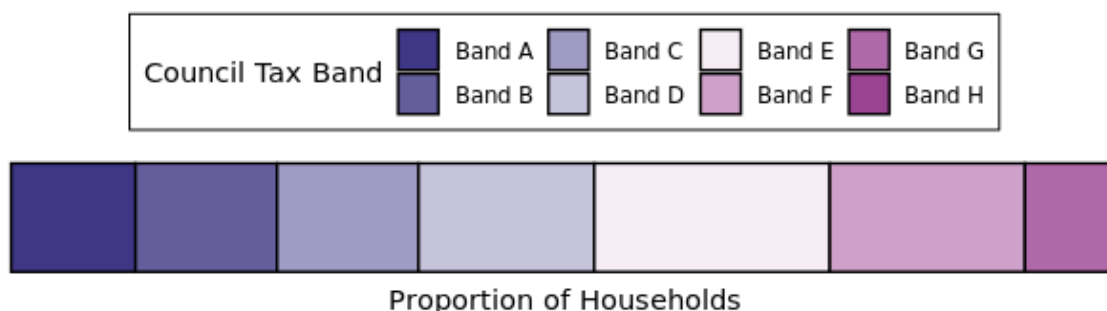 Council Tax Band
Band A Band C Band E Band G
Band B Band D Band F Band H
Proportion of Households